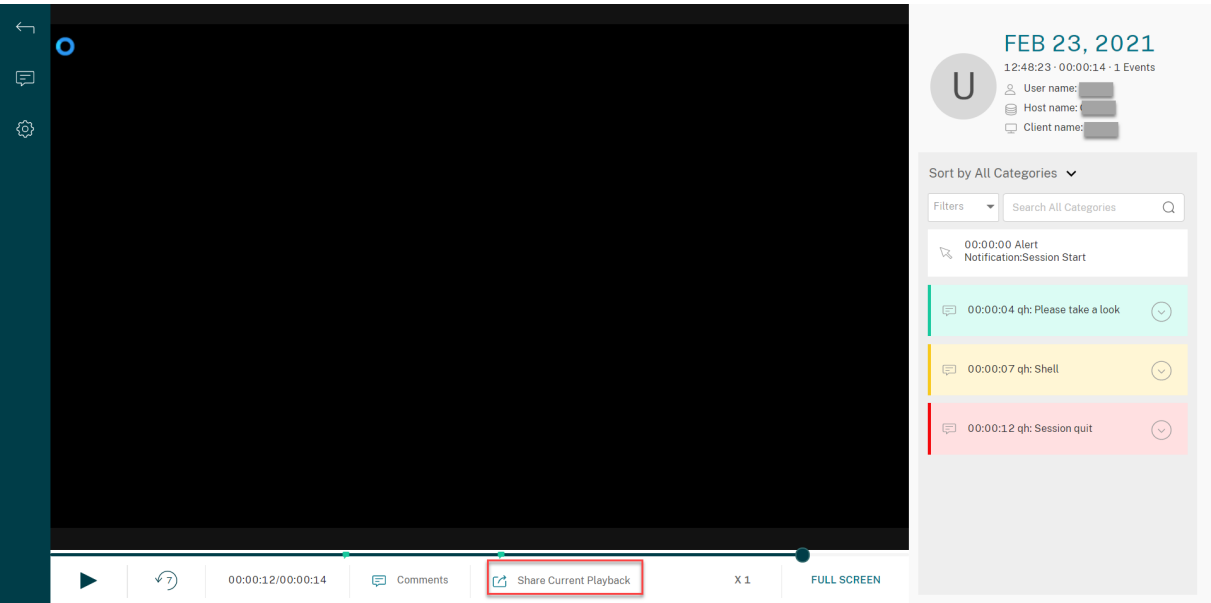 FEB 23, 2021
12:48:23 · 00:00:14 · 1 Events
U
User name:
Host name:
Client name:
Sort by All Categories
Filters
Search All Categories
00:00:00 Alert
Notification:Session Start
00:00:04 qh: Please take a look
00:00:07 qh: Shell
00:00:12 qh: Session quit
7
00:00:12/00:00:14
Comments
Share Current Playback
X 1
FULL SCREEN